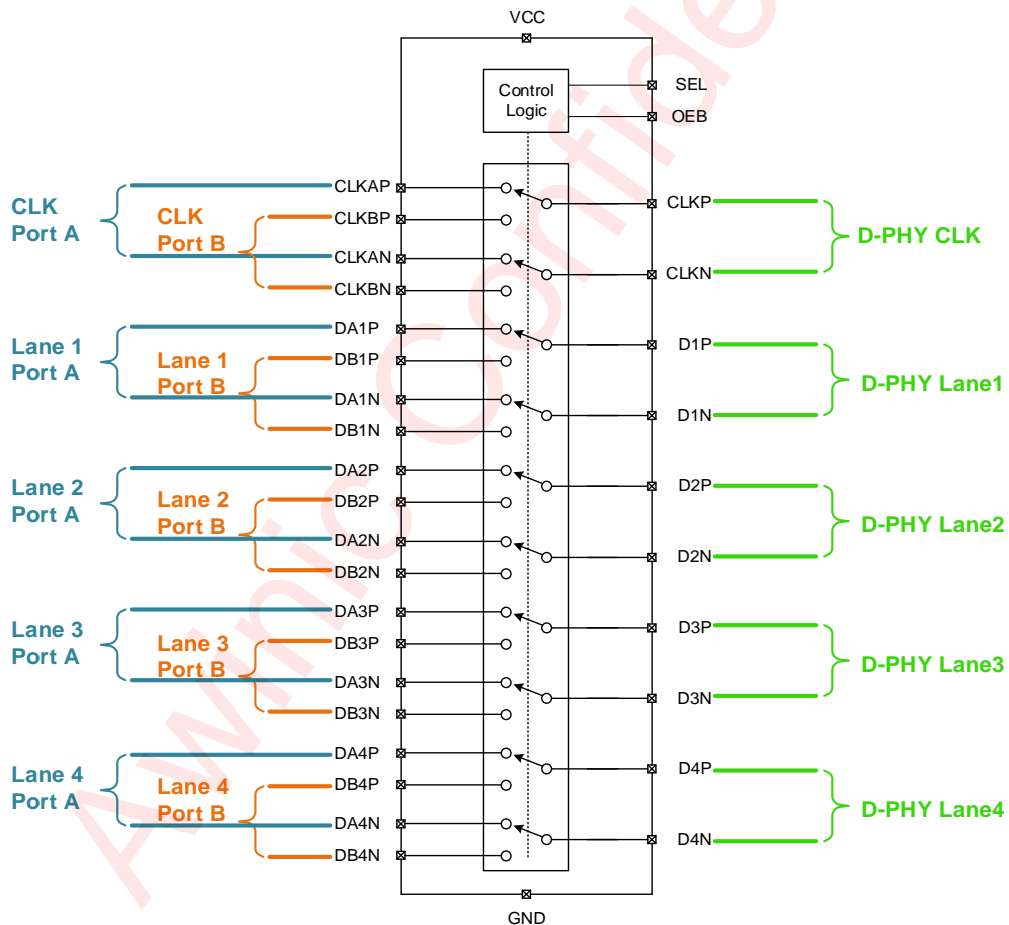 VCC
Control
Logic
SEL
OEB
CLK
Port A
CLK
Port B
CLKAP
CLKBP
CLKAN
CLKBN
CLKP
CLKN
D-PHY CLK
Lane 1
Port A
Lane 1
Port B
DA1P
DB1P
DA1N
DB1N
D1P
D1N
D-PHY Lane1
Lane 2
Port A
Lane 2
Port B
DA2P
DB2P
DA2N
DB2N
D2P
D2N
D-PHY Lane2
Lane 3
Port A
Lane 3
Port B
DA3P
DB3P
DA3N
DB3N
D3P
D3N
D-PHY Lane3
Lane 4
Port A
Lane 4
Port B
DA4P
DB4P
DA4N
DB4N
D4P
D4N
D-PHY Lane4
GND
Awinic Confide